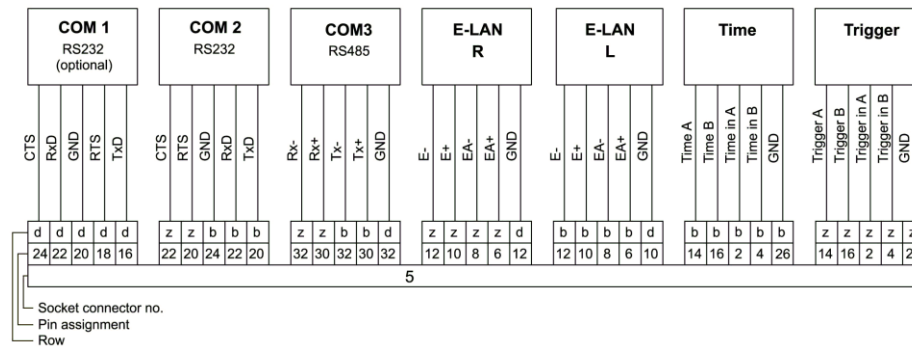 COM 1
RS232
(optional)
COM 2
RS232
COM3
RS485
E-LAN
R
E-LAN
L
Time
Trigger
CTS
RxD
GND
RTS
TxD
CTS
RTS
GND
RxD
TxD
Rx-
Rx+
Tx-
Tx+
GND
E-
E+
EA-
EA+
GND
E-
E+
EA-
EA+
GND
Time A
Time B
Time in A
Time in B
GND
Trigger A
Trigger B
Trigger in A
Trigger in B
GND
d d d d d z z b b b z z b b d z z z z d b b b b d b b b b b z z z z
24 22 20 18 16 22 20 24 22 20 32 30 32 30 32 12 10 8 6 12 12 10 8 6 10 14 16 2 4 26 14 16 2 4
5
Socket connector no.
Pin assignment
Row